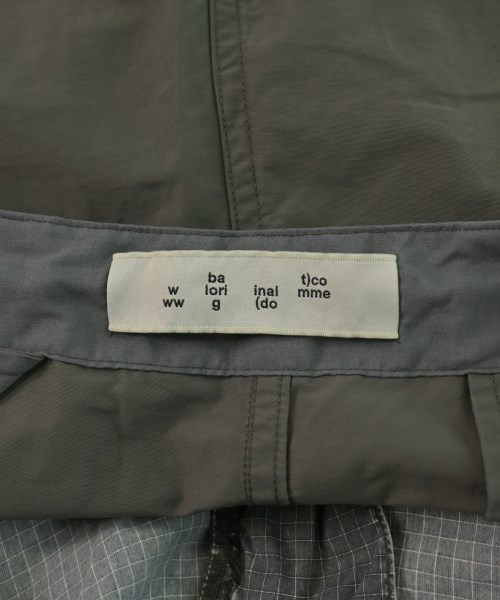 ba t)co
w lori inal mme
ww g (do